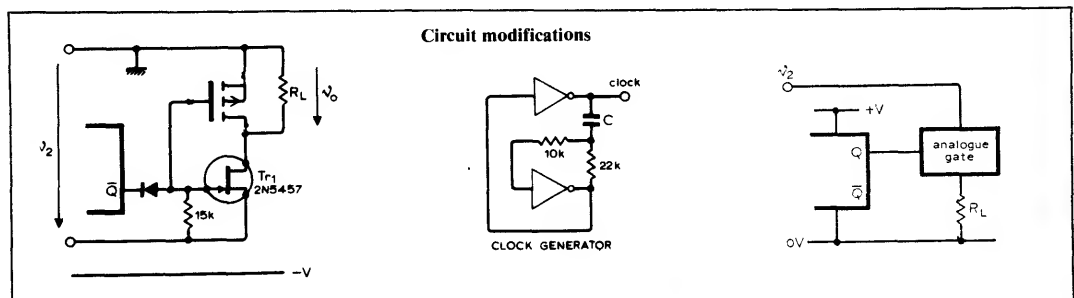 Circuit modifications
𝒱2
Q̄
15k
Tr1
2N5457
RL
𝒱o
−V
clock
C
10k
22k
CLOCK GENERATOR
𝒱2
+V
Q
Q̄
analogue
gate
RL
0V